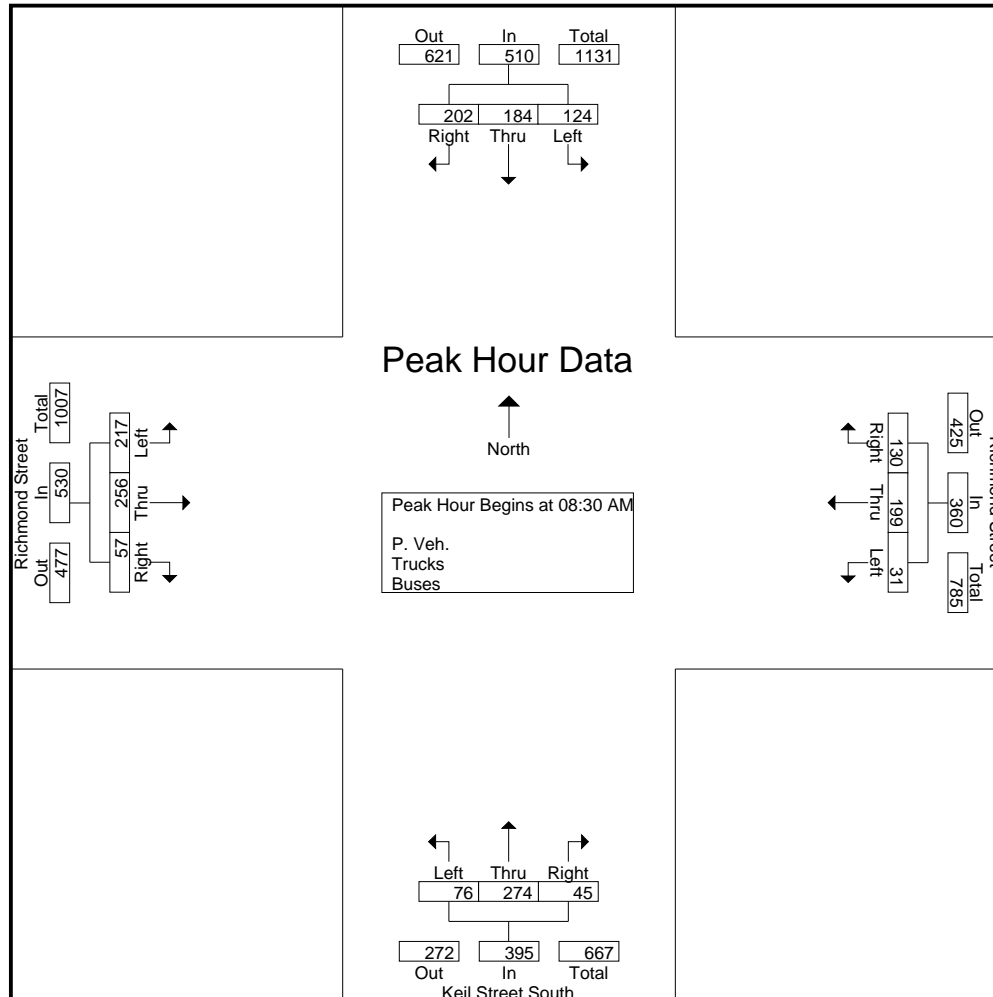 Out In Total
621 510 1131
202 184 124
Right Thru Left
Peak Hour Data
North
Peak Hour Begins at 08:30 AM
P. Veh.
Trucks
Buses
Richmond Street
Total In Out
1007 530 477
217 256 57
Left Thru Right
Out In Total
425 360 785
130 199 31
Right Thru Left
Left Thru Right
76 274 45
272 395 667
Out In Total
Keil Street South